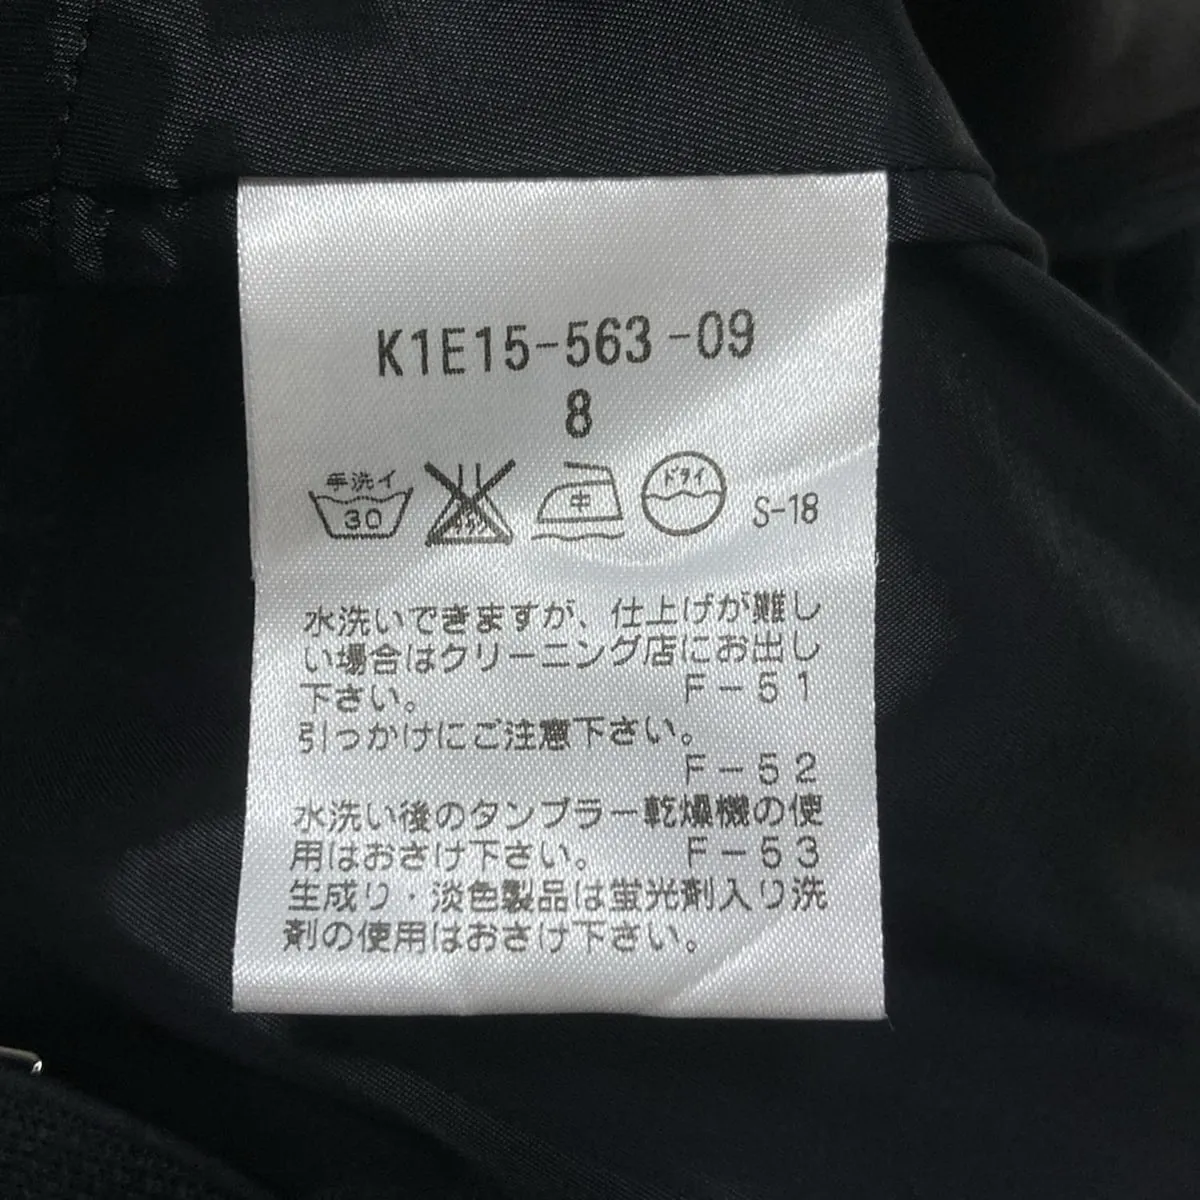 K1E15-563-09
8
手洗イ 30 中 ドライ S-18
水洗いできますが、仕上げが難し
い場合はクリーニング店にお出し
下さい。 F-51
引っかけにご注意下さい。
F-52
水洗い後のタンブラー乾燥機の使
用はおさけ下さい。 F-53
生成り・淡色製品は蛍光剤入り洗
剤の使用はおさけ下さい。